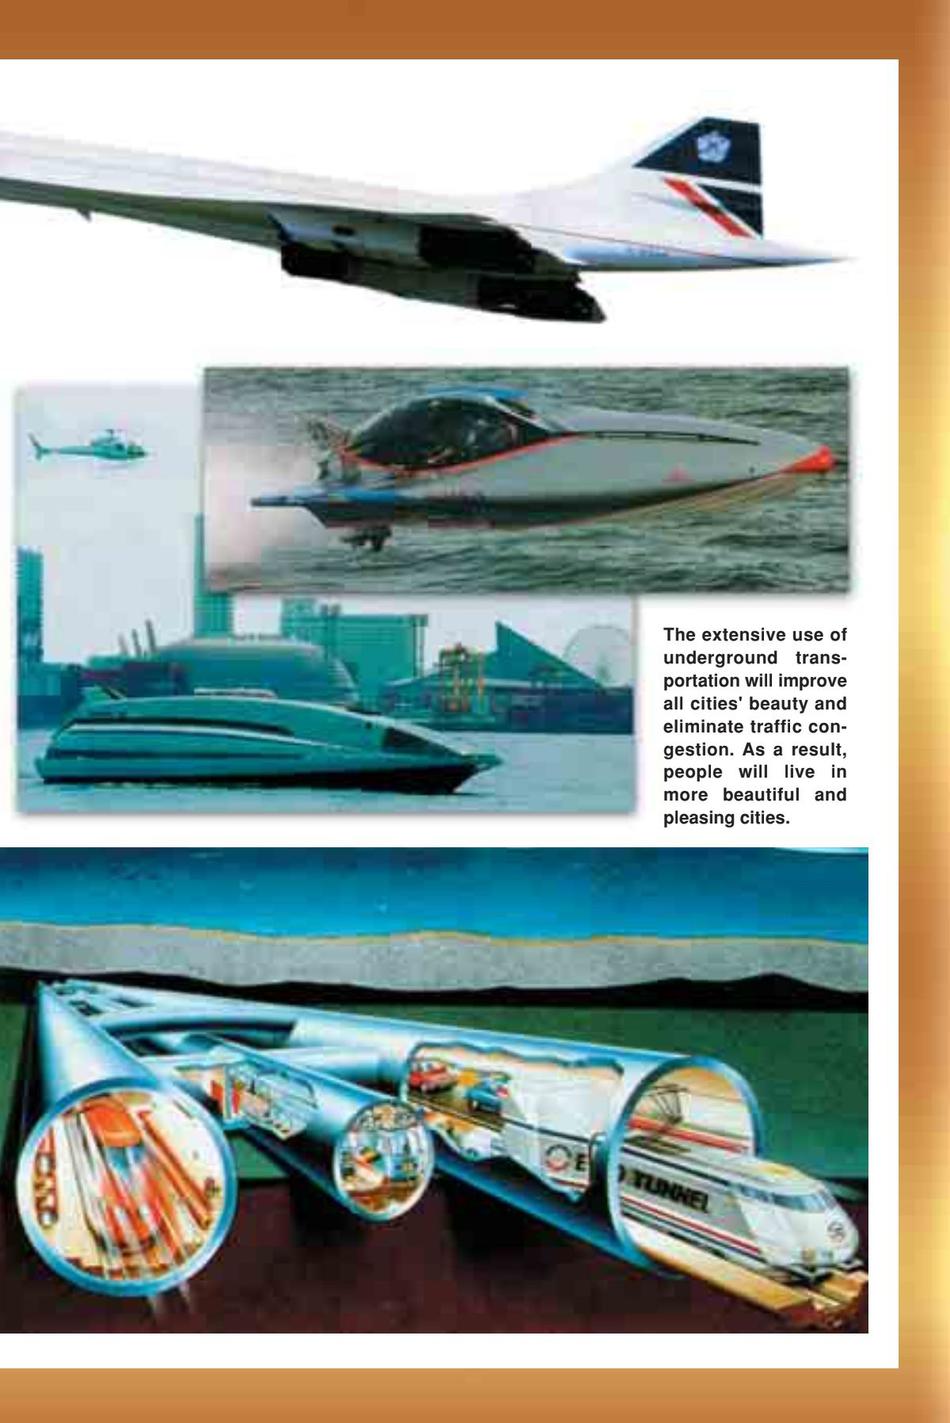 The extensive use of
underground trans-
portation will improve
all cities' beauty and
eliminate traffic con-
gestion. As a result,
people will live in
more beautiful and
pleasing cities.
TUNNEL